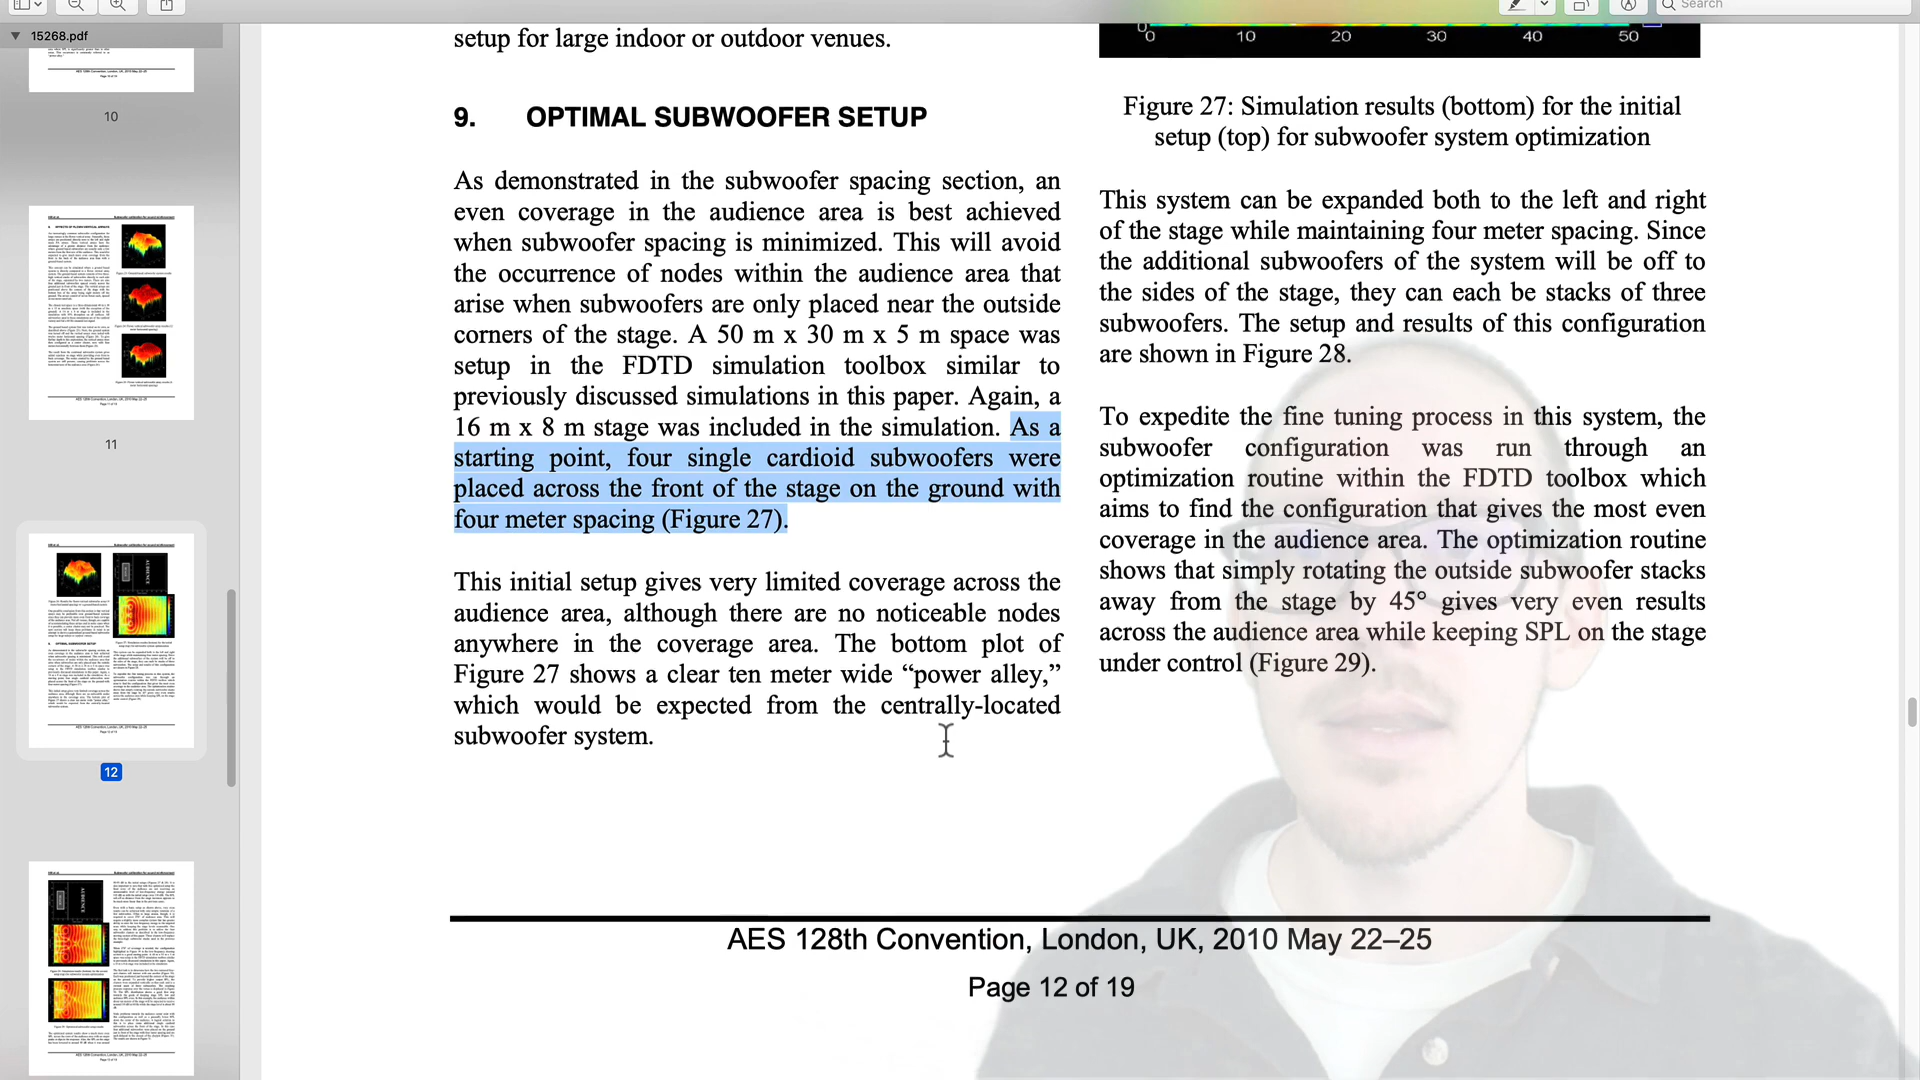 Search
15268.pdf
10
11
12
setup for large indoor or outdoor venues.
9. OPTIMAL SUBWOOFER SETUP
As demonstrated in the subwoofer spacing section, an
even coverage in the audience area is best achieved
when subwoofer spacing is minimized. This will avoid
the occurrence of nodes within the audience area that
arise when subwoofers are only placed near the outside
corners of the stage. A 50 m x 30 m x 5 m space was
setup in the FDTD simulation toolbox similar to
previously discussed simulations in this paper. Again, a
16 m x 8 m stage was included in the simulation. As a
starting point, four single cardioid subwoofers were
placed across the front of the stage on the ground with
four meter spacing (Figure 27).
This initial setup gives very limited coverage across the
audience area, although there are no noticeable nodes
anywhere in the coverage area. The bottom plot of
Figure 27 shows a clear ten meter wide “power alley,”
which would be expected from the centrally-located
subwoofer system.
0
0 10 20 30 40 50
Figure 27: Simulation results (bottom) for the initial
setup (top) for subwoofer system optimization
This system can be expanded both to the left and right
of the stage while maintaining four meter spacing. Since
the additional subwoofers of the system will be off to
the sides of the stage, they can each be stacks of three
subwoofers. The setup and results of this configuration
are shown in Figure 28.
To expedite the fine tuning process in this system, the
subwoofer configuration was run through an
optimization routine within the FDTD toolbox which
aims to find the configuration that gives the most even
coverage in the audience area. The optimization routine
shows that simply rotating the outside subwoofer stacks
away from the stage by 45° gives very even results
across the audience area while keeping SPL on the stage
under control (Figure 29).
AES 128th Convention, London, UK, 2010 May 22–25
Page 12 of 19